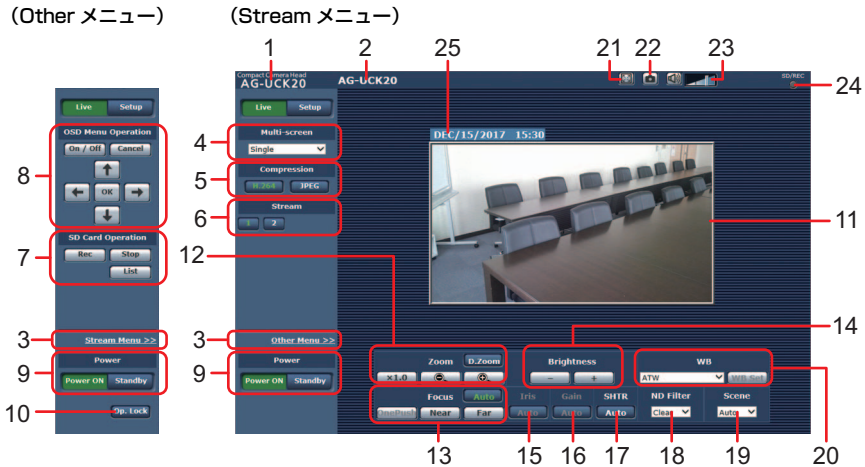 （Other メニュー）
（Stream メニュー）
1 2 25 21 22 23
Compact Camera Head
AG-UCK20
AG-UCK20
SD/REC
24
Live Setup
OSD Menu Operation
On / Off Cancel
OK
8
SD Card Operation
Rec Stop
List
7
3
Stream Menu >>
Power
9
Power ON Standby
10
Op. Lock
Live Setup
4
Multi-screen
Single
5
Compression
H.264 JPEG
6
Stream
1 2
12
3
Other Menu >>
Power
9
Power ON Standby
DEC/15/2017 15:30
11
14
Zoom D.Zoom
×1.0
Brightness
- +
WB
ATW WB Set
Focus Auto
OnePush Near Far
Iris
Auto
Gain
Auto
SHTR
Auto
ND Filter
Clear
Scene
Auto
13 15 16 17 18 19 20